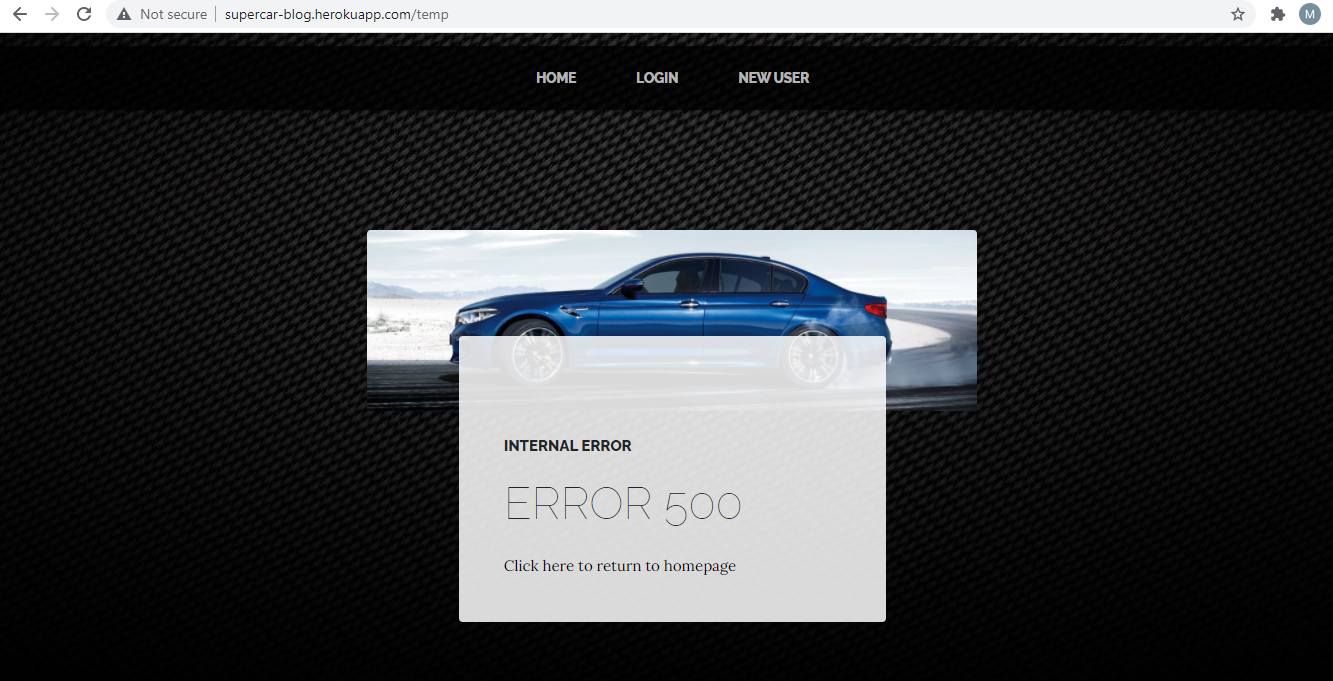 Not secure
supercar-blog.herokuapp.com/temp
M
HOME LOGIN NEW USER
INTERNAL ERROR
ERROR 500
Click here to return to homepage